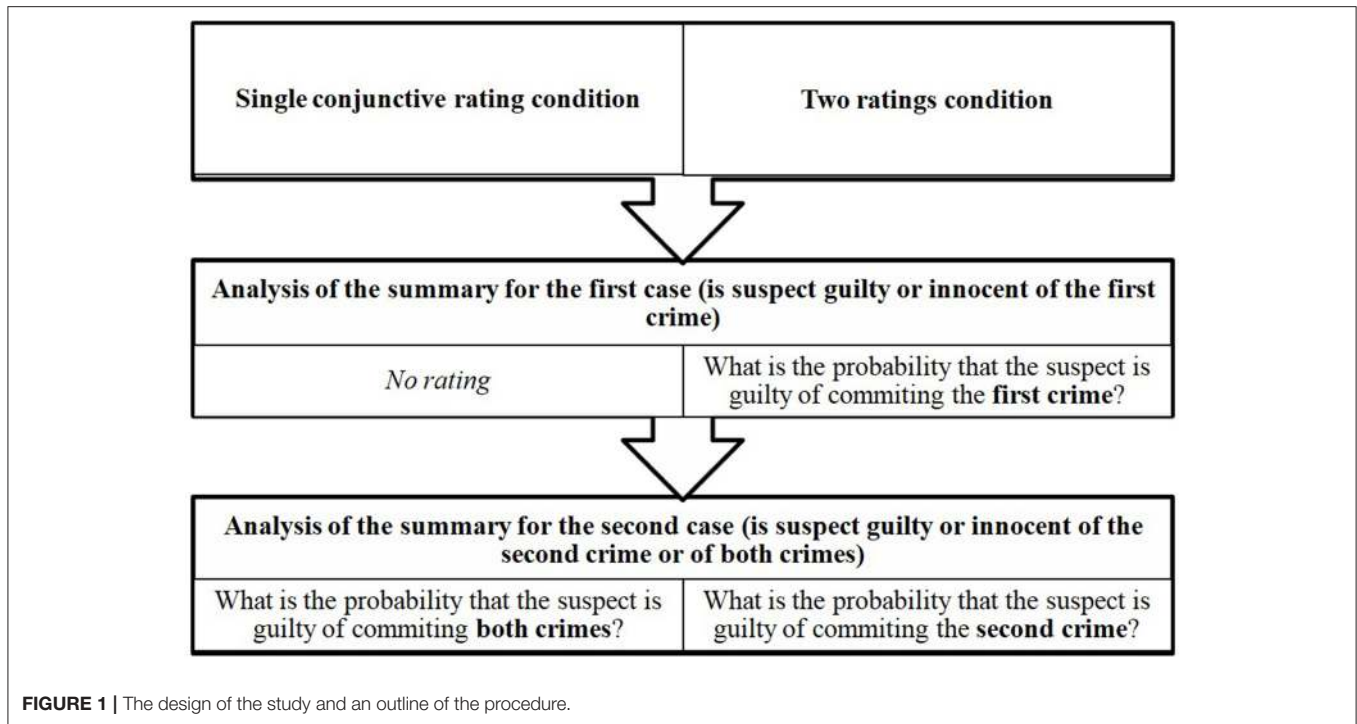 Single conjunctive rating condition
Two ratings condition
Analysis of the summary for the first case (is suspect guilty or innocent of the first
crime)
No rating
What is the probability that the suspect is
guilty of commiting the first crime?
Analysis of the summary for the second case (is suspect guilty or innocent of the
second crime or of both crimes)
What is the probability that the suspect is
guilty of commiting both crimes?
What is the probability that the suspect is
guilty of commiting the second crime?
FIGURE 1 | The design of the study and an outline of the procedure.